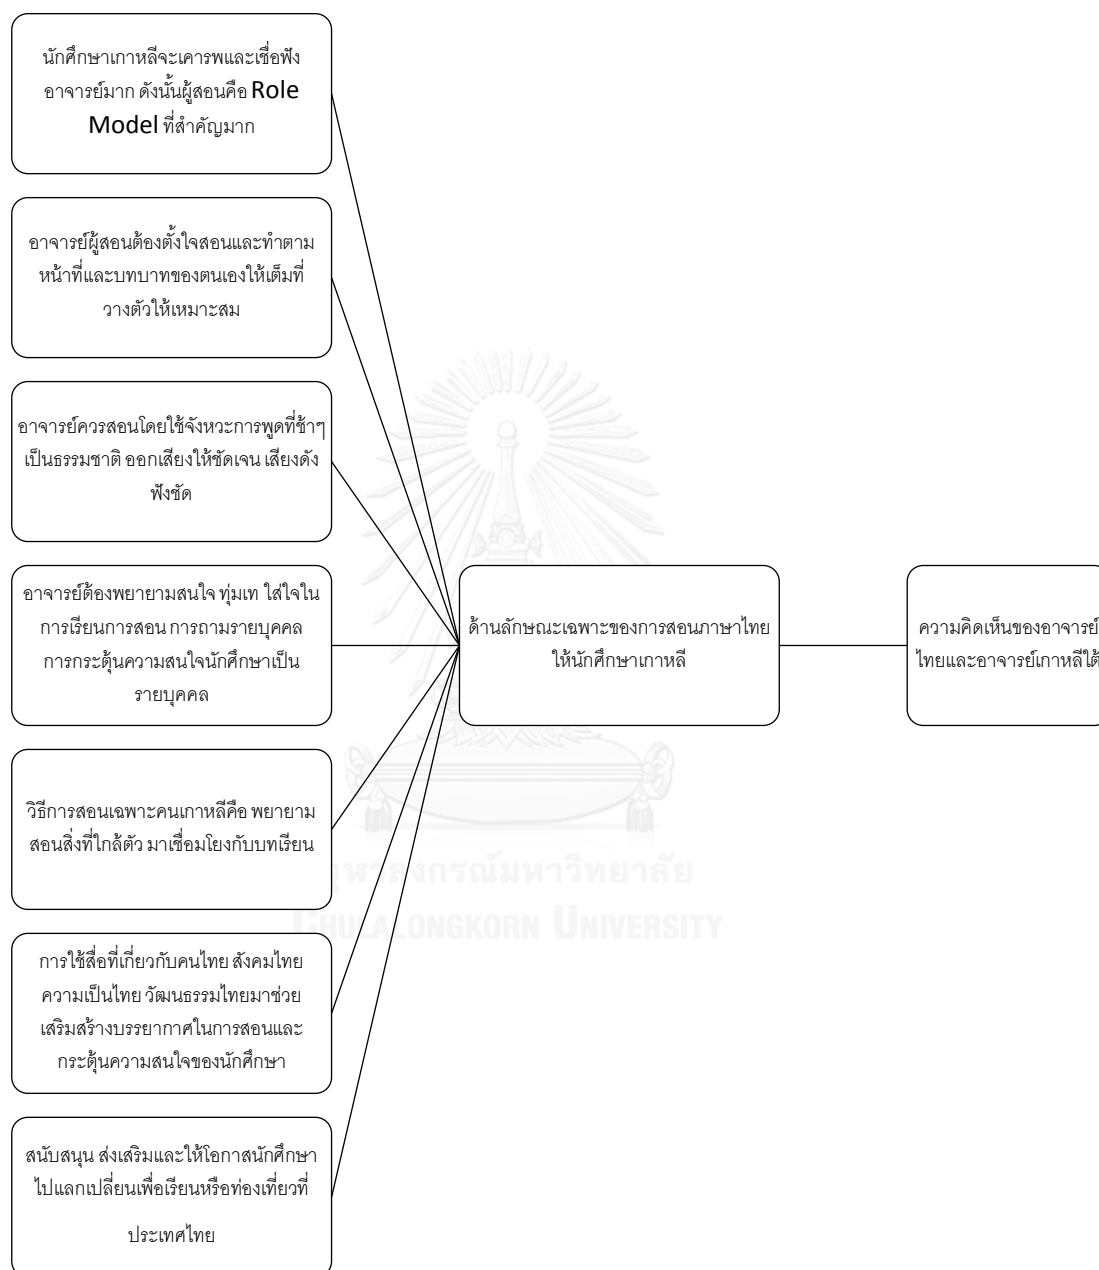 นักศึกษาเกาหลีจะเคารพและเชื่อฟัง
อาจารย์มาก ดังนั้นผู้สอนคือ Role
Model ที่สำคัญมาก
อาจารย์ผู้สอนต้องตั้งใจสอนและทำตาม
หน้าที่และบทบาทของตนเองให้เต็มที่
วางตัวให้เหมาะสม
อาจารย์ควรสอนโดยใช้จังหวะการพูดที่ช้าๆ
เป็นธรรมชาติ ออกเสียงให้ชัดเจน เสียงดัง
ฟังชัด
อาจารย์ต้องพยายามสนใจ ทุ่มเท ใส่ใจใน
การเรียนการสอน การถามรายบุคคล
การกระตุ้นความสนใจนักศึกษาเป็น
รายบุคคล
ด้านลักษณะเฉพาะของการสอนภาษาไทย
ให้นักศึกษาเกาหลี
ความคิดเห็นของอาจารย์
ไทยและอาจารย์เกาหลีใต้
วิธีการสอนเฉพาะคนเกาหลีคือ พยายาม
สอนสิ่งที่ใกล้ตัว มาเชื่อมโยงกับบทเรียน
จุฬาลงกรณ์มหาวิทยาลัย
CHULALONGKORN UNIVERSITY
การใช้สื่อที่เกี่ยวกับคนไทย สังคมไทย
ความเป็นไทย วัฒนธรรมไทยมาช่วย
เสริมสร้างบรรยากาศในการสอนและ
กระตุ้นความสนใจของนักศึกษา
สนับสนุน ส่งเสริมและให้โอกาสนักศึกษา
ไปแลกเปลี่ยนเพื่อเรียนหรือท่องเที่ยวที่
ประเทศไทย